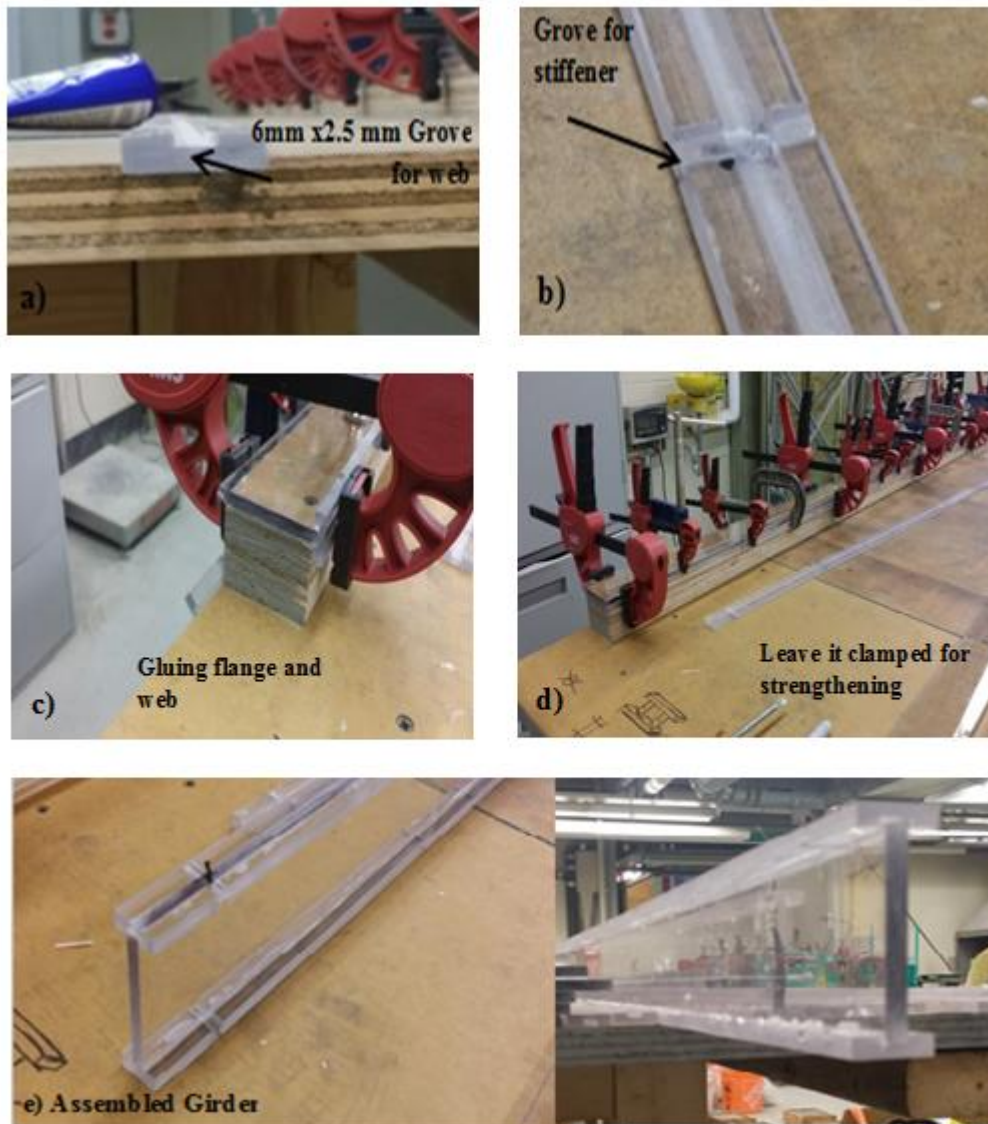 6mm x2.5 mm Grove
for web
a)
Grove for
stiffener
b)
Gluing flange and
web
c)
Leave it clamped for
strengthening
d)
e) Assembled Girder